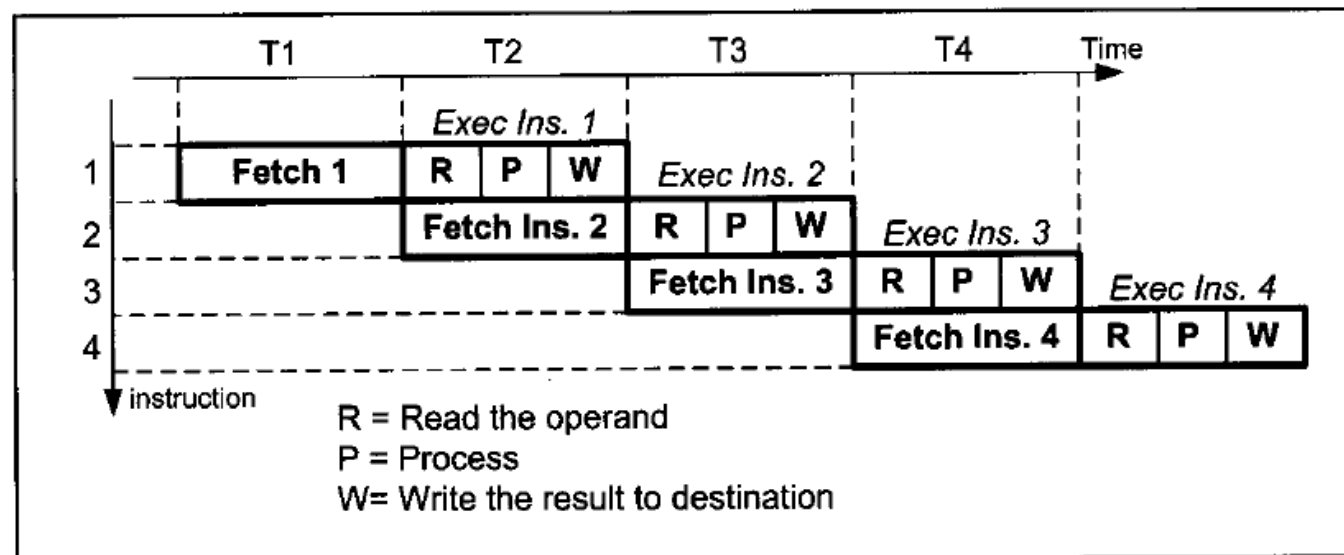 T1 T2 T3 T4 Time
Exec Ins. 1
1 Fetch 1 R P W Exec Ins. 2
2 Fetch Ins. 2 R P W Exec Ins. 3
3 Fetch Ins. 3 R P W Exec Ins. 4
4 Fetch Ins. 4 R P W
instruction
R = Read the operand
P = Process
W= Write the result to destination